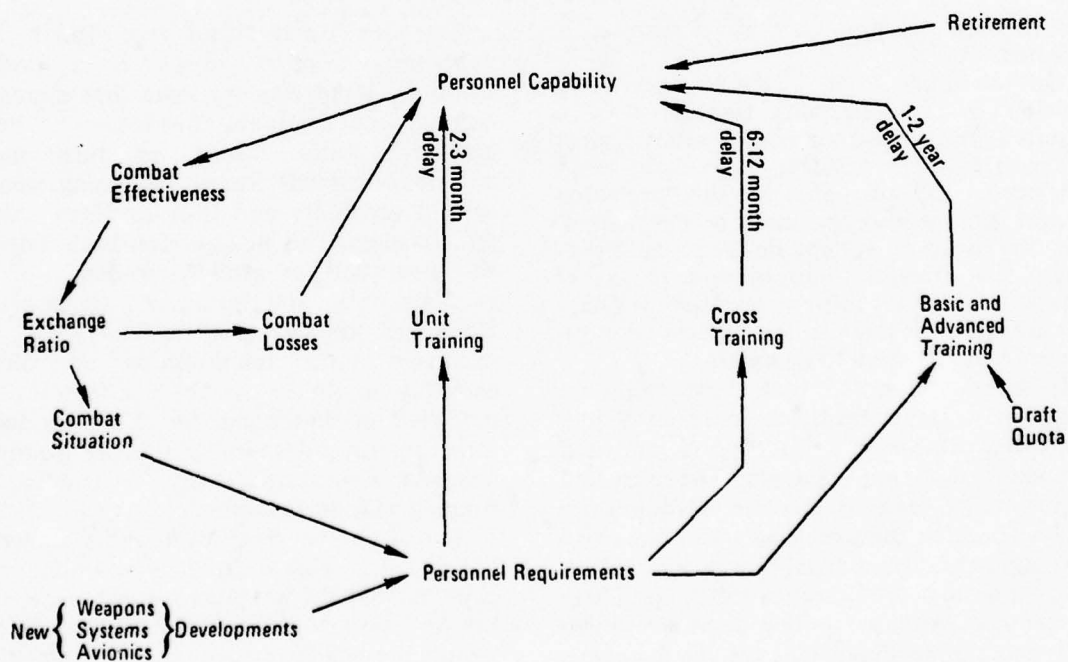 Retirement
Personnel Capability
2-3 month
delay
6-12 month
delay
1-2 year
delay
Combat
Effectiveness
Exchange
Ratio
Combat
Losses
Unit
Training
Cross
Training
Basic and
Advanced
Training
Combat
Situation
Draft
Quota
Personnel Requirements
New { Weapons
Systems
Avionics } Developments